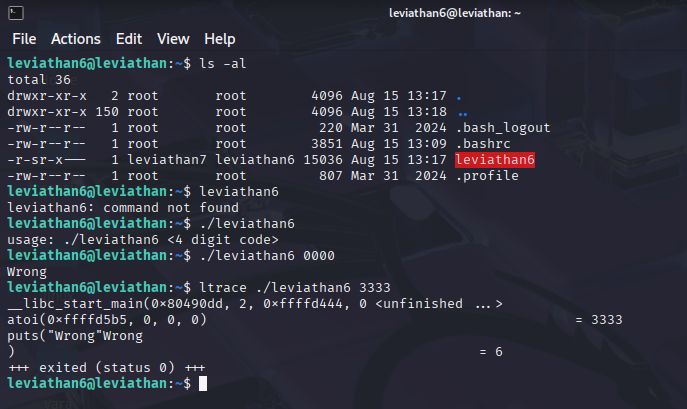 leviathan6@leviathan: ~
File Actions Edit View Help
leviathan6@leviathan:~$ ls -al
total 36
drwxr-xr-x 2 root root 4096 Aug 15 13:17 .
drwxr-xr-x 150 root root 4096 Aug 15 13:18 ..
-rw-r--r-- 1 root root 220 Mar 31 2024 .bash_logout
-rw-r--r-- 1 root root 3851 Aug 15 13:09 .bashrc
-r-sr-x--- 1 leviathan7 leviathan6 15036 Aug 15 13:17 leviathan6
-rw-r--r-- 1 root root 807 Mar 31 2024 .profile
leviathan6@leviathan:~$ leviathan6
leviathan6: command not found
leviathan6@leviathan:~$ ./leviathan6
usage: ./leviathan6 <4 digit code>
leviathan6@leviathan:~$ ./leviathan6 0000
Wrong
leviathan6@leviathan:~$ ltrace ./leviathan6 3333
__libc_start_main(0×80490dd, 2, 0×ffffd444, 0 <unfinished ...>
atoi(0×ffffd5b5, 0, 0, 0) = 3333
puts("Wrong"Wrong
) = 6
+++ exited (status 0) +++
leviathan6@leviathan:~$